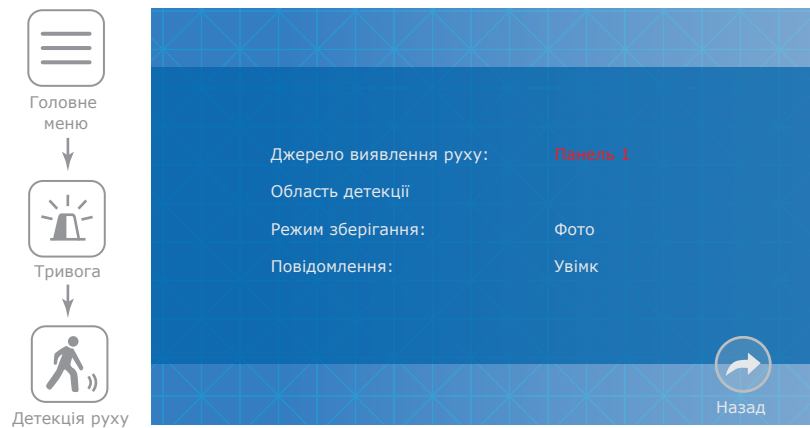 Головне
меню
Тривога
Детекція руху
Джерело виявлення руху: Панель 1
Область детекції
Режим зберігання: Фото
Повідомлення: Увімк
Назад